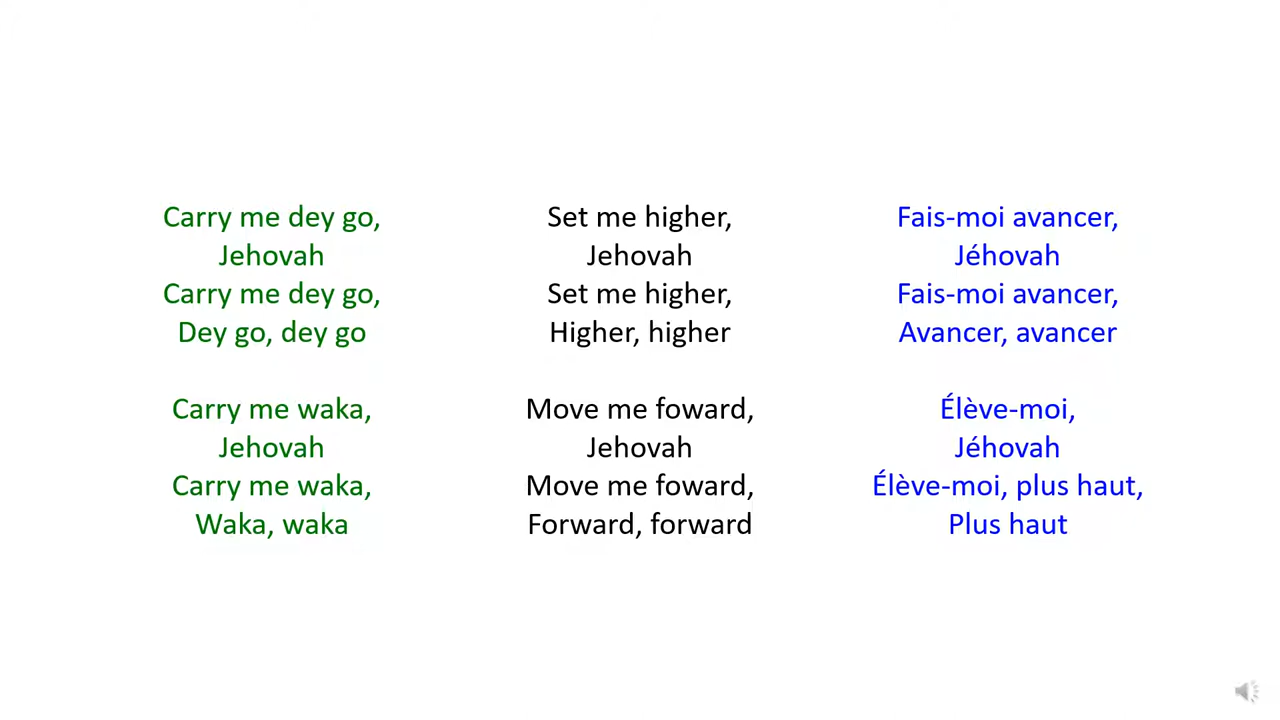 Carry me dey go,
Jehovah
Carry me dey go,
Dey go, dey go
Carry me waka,
Jehovah
Carry me waka,
Waka, waka
Set me higher,
Jehovah
Set me higher,
Higher, higher
Move me foward,
Jehovah
Move me foward,
Forward, forward
Fais-moi avancer,
Jéhovah
Fais-moi avancer,
Avancer, avancer
Élève-moi,
Jéhovah
Élève-moi, plus haut,
Plus haut